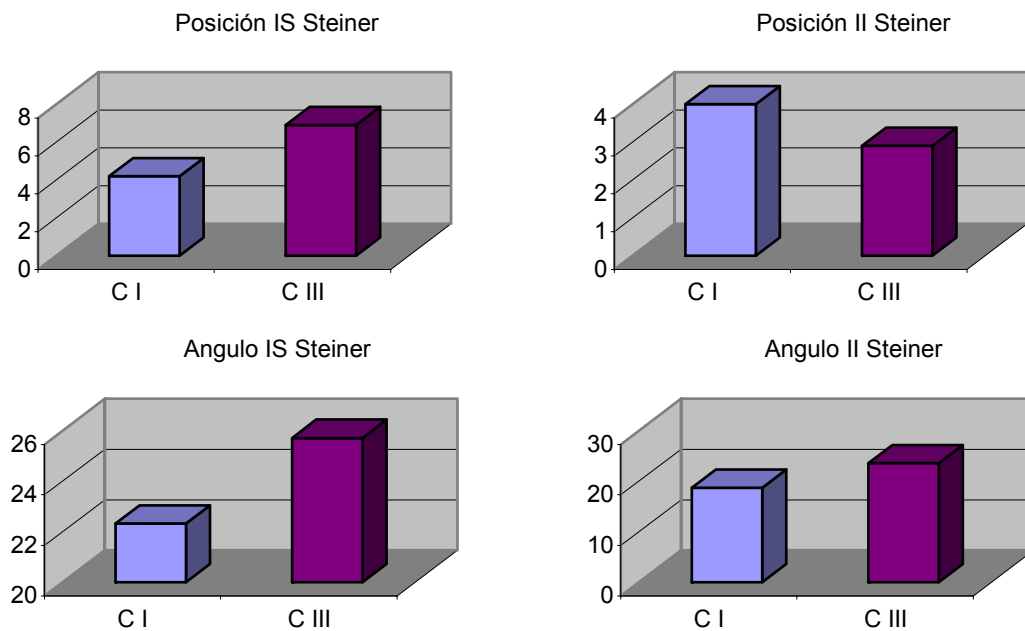 Posición IS Steiner
8
6
4
2
0
C I
C III
Posición II Steiner
4
3
2
1
0
C I
C III
Angulo IS Steiner
26
24
22
20
C I
C III
Angulo II Steiner
30
20
10
0
C I
C III